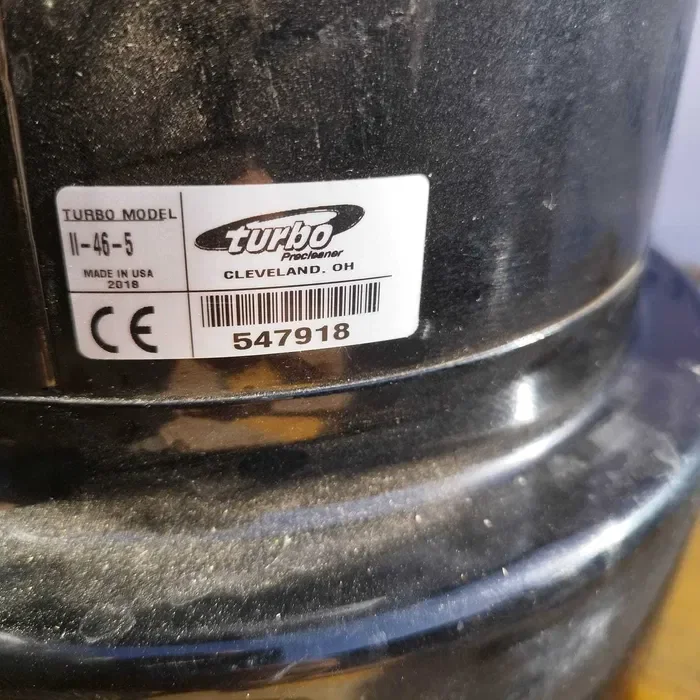 TURBO MODEL
II-46-5
MADE IN USA
2018
CE
turbo
Precleaner
CLEVELAND, OH
547918